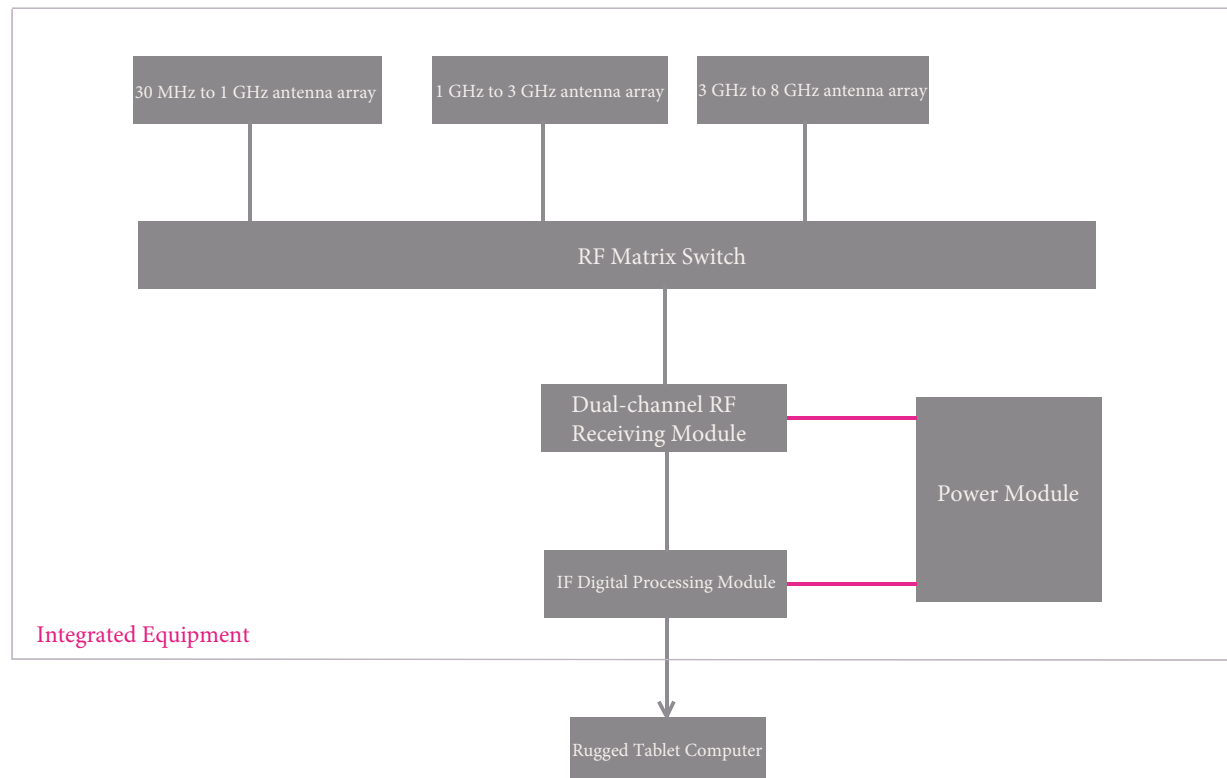 30 MHz to 1 GHz antenna array
1 GHz to 3 GHz antenna array
3 GHz to 8 GHz antenna array
RF Matrix Switch
Dual-channel RF
Receiving Module
Power Module
IF Digital Processing Module
Integrated Equipment
Rugged Tablet Computer